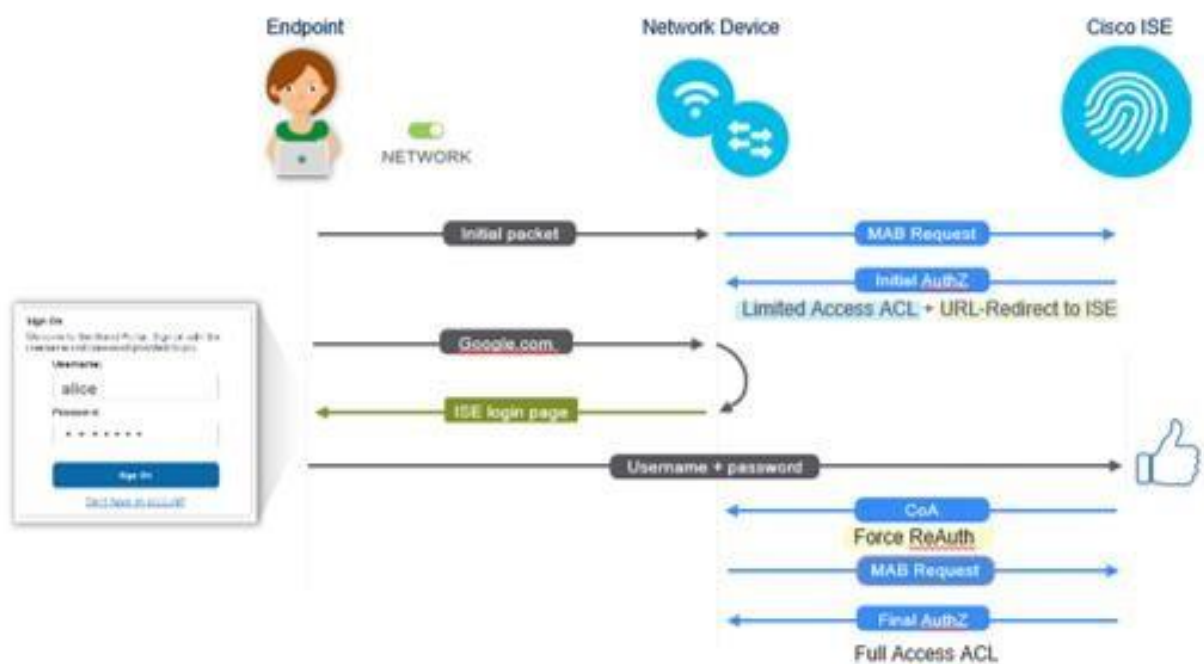 Endpoint
Network Device
Cisco ISE
NETWORK
Initial packet
MAB Request
Initial AuthZ
Limited Access ACL + URL-Redirect to ISE
Sign On
Username:
alice
Password:
Sign On
Google.com
ISE login page
Username + password
CoA
Force ReAuth
MAB Request
Final AuthZ
Full Access ACL